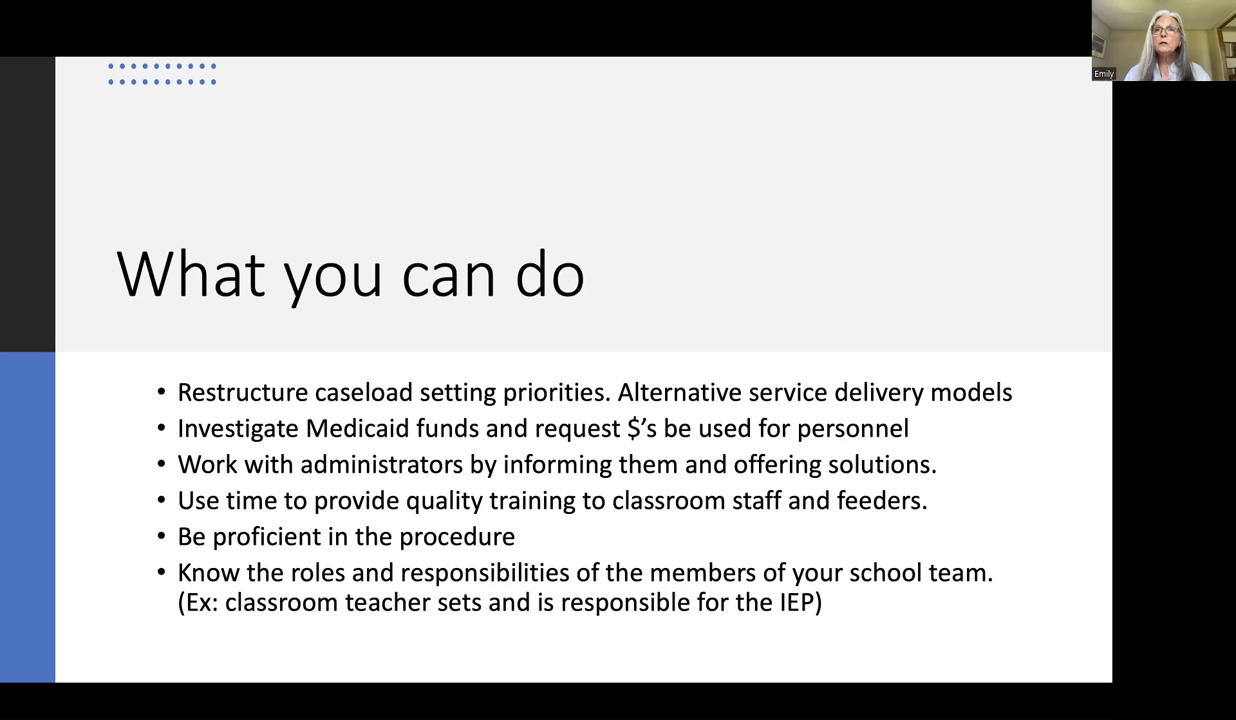 Emily
What you can do
• Restructure caseload setting priorities. Alternative service delivery models
• Investigate Medicaid funds and request $’s be used for personnel
• Work with administrators by informing them and offering solutions.
• Use time to provide quality training to classroom staff and feeders.
• Be proficient in the procedure
• Know the roles and responsibilities of the members of your school team.
(Ex: classroom teacher sets and is responsible for the IEP)